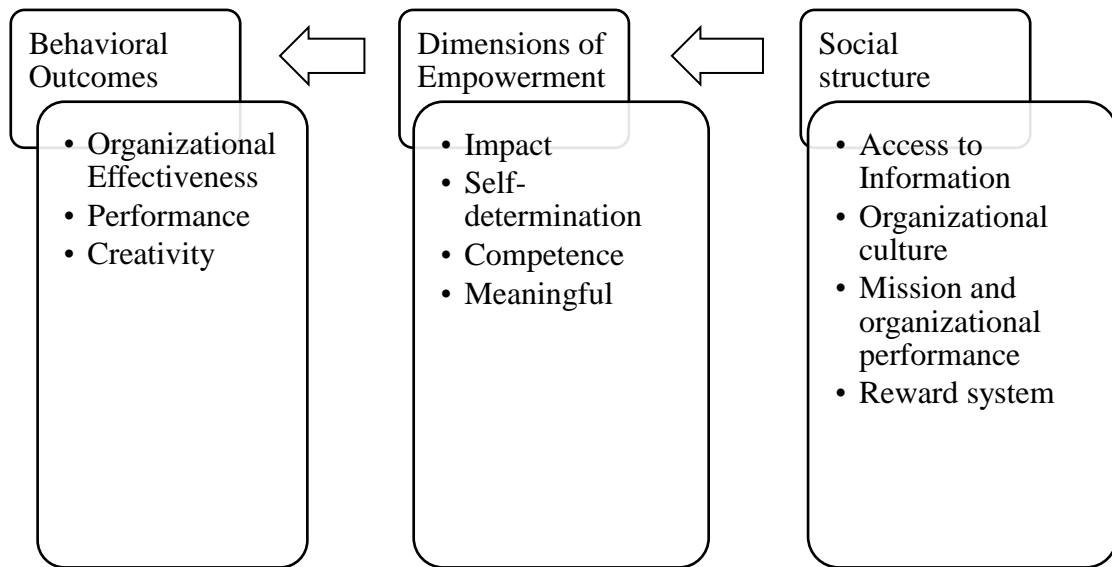 Behavioral
Outcomes
• Organizational
Effectiveness
• Performance
• Creativity
Dimensions of
Empowerment
• Impact
• Self-
determination
• Competence
• Meaningful
Social
structure
• Access to
Information
• Organizational
culture
• Mission and
organizational
performance
• Reward system